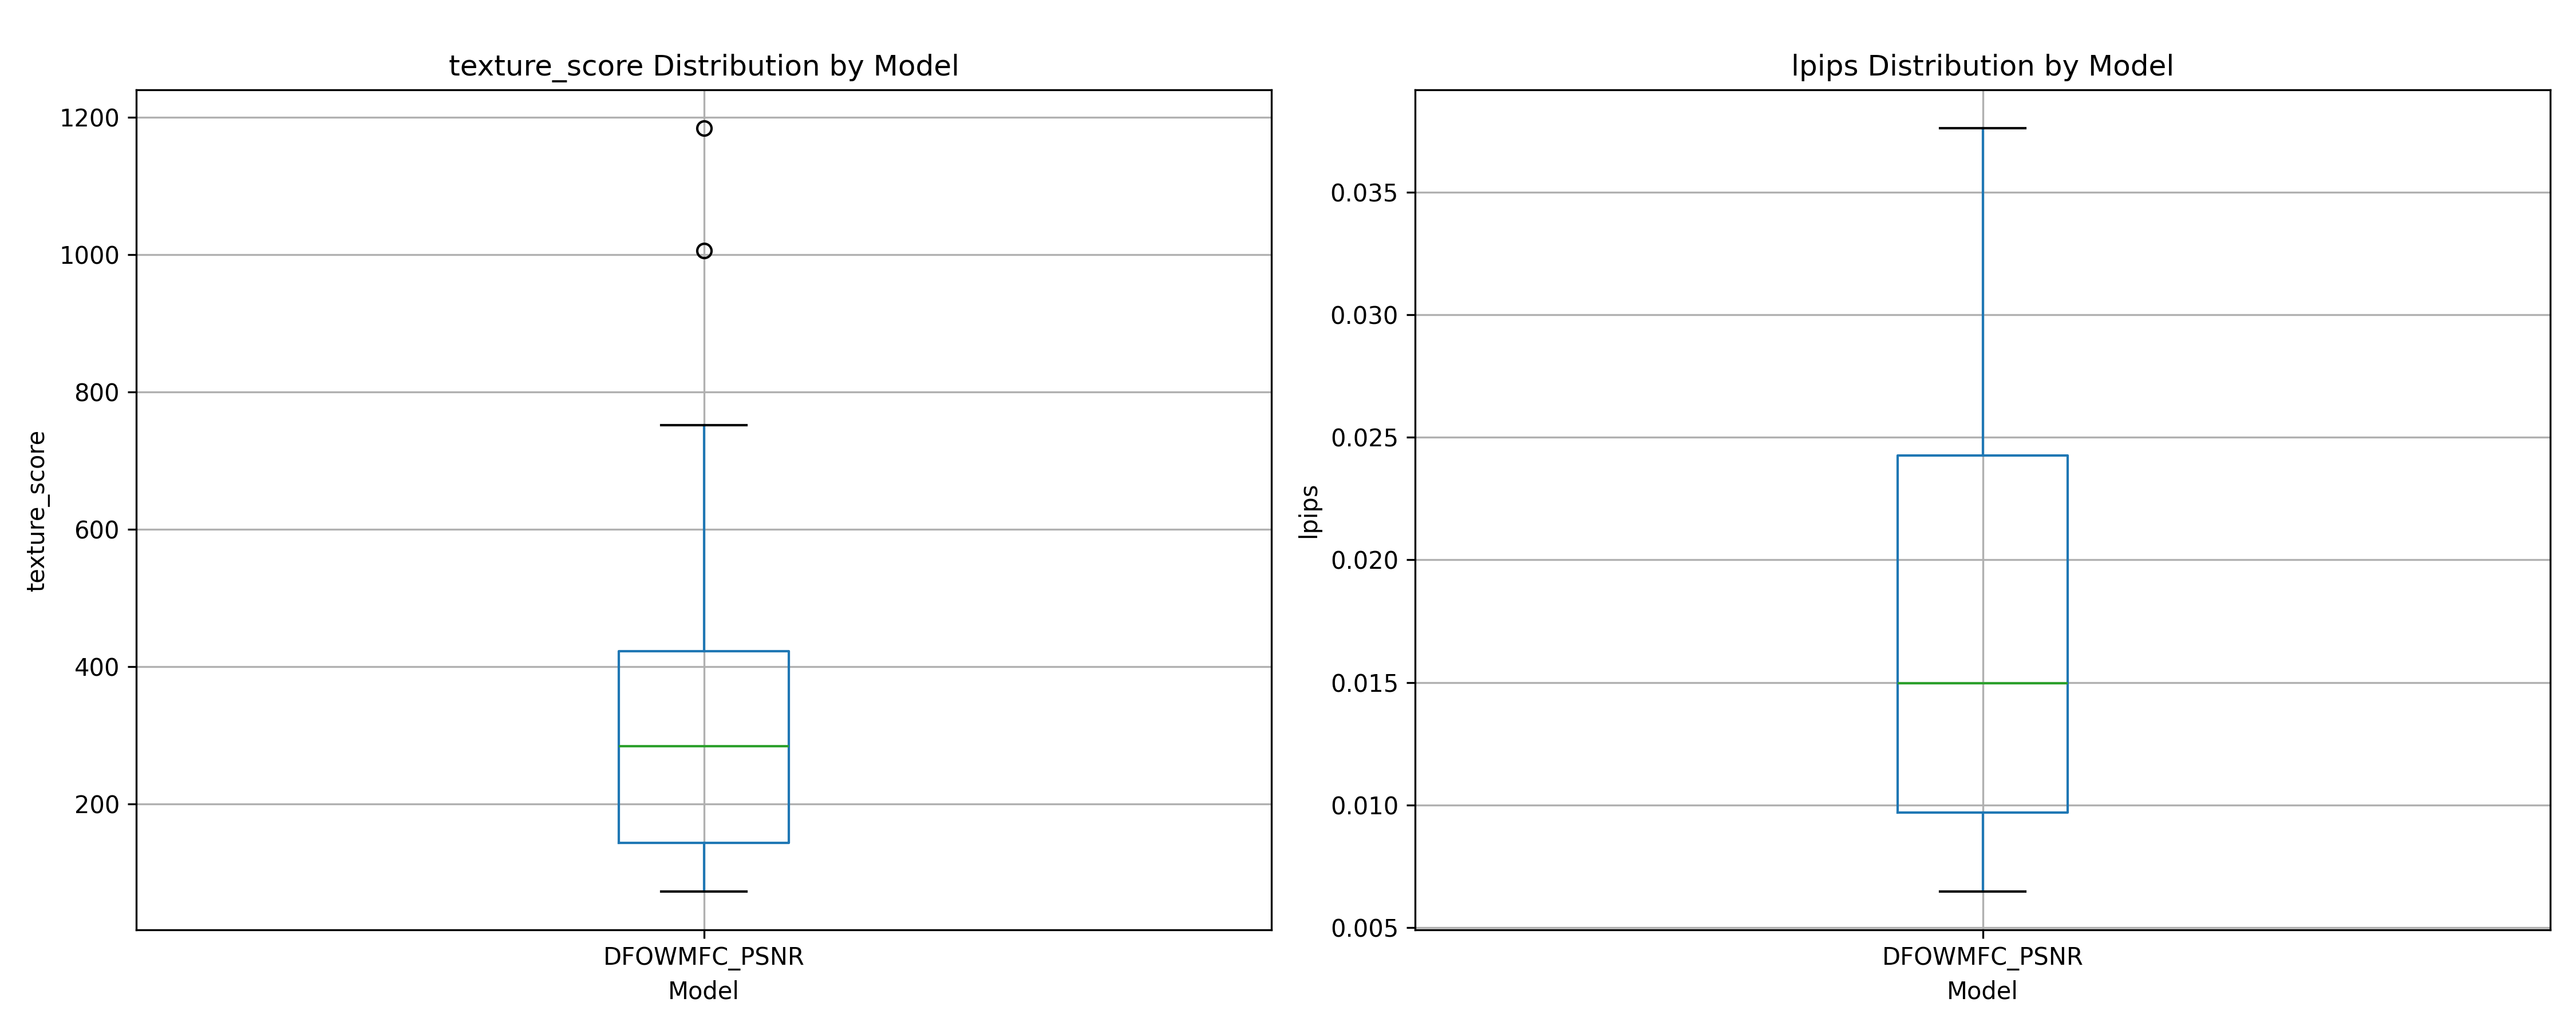 texture_score Distribution by Model
1200
1000
800
600
400
200
texture_score
DFOWMFC_PSNR
Model
lpips Distribution by Model
0.035
0.030
0.025
0.020
0.015
0.010
0.005
lpips
DFOWMFC_PSNR
Model